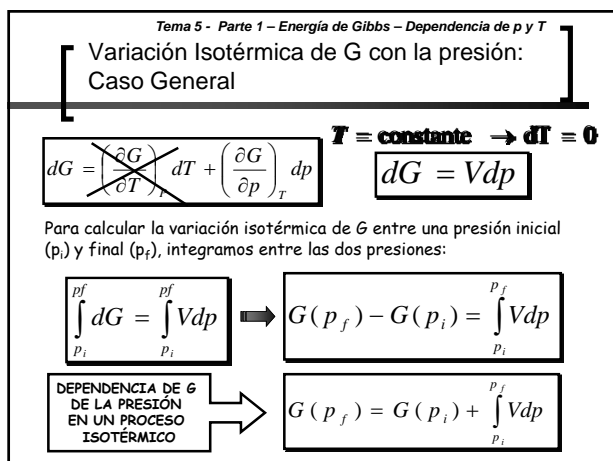 Tema 5 - Parte 1 – Energía de Gibbs – Dependencia de p y T
Variación Isotérmica de G con la presión:
Caso General
T = constante → dT = 0
dG = (∂G/∂T)_p dT + (∂G/∂p)_T dp
dG = Vdp
Para calcular la variación isotérmica de G entre una presión inicial
(p_i) y final (p_f), integramos entre las dos presiones:
∫_{p_i}^{pf} dG = ∫_{p_i}^{pf} Vdp
G(p_f) – G(p_i) = ∫_{p_i}^{p_f} Vdp
DEPENDENCIA DE G
DE LA PRESIÓN
EN UN PROCESO
ISOTÉRMICO
G(p_f) = G(p_i) + ∫_{p_i}^{p_f} Vdp